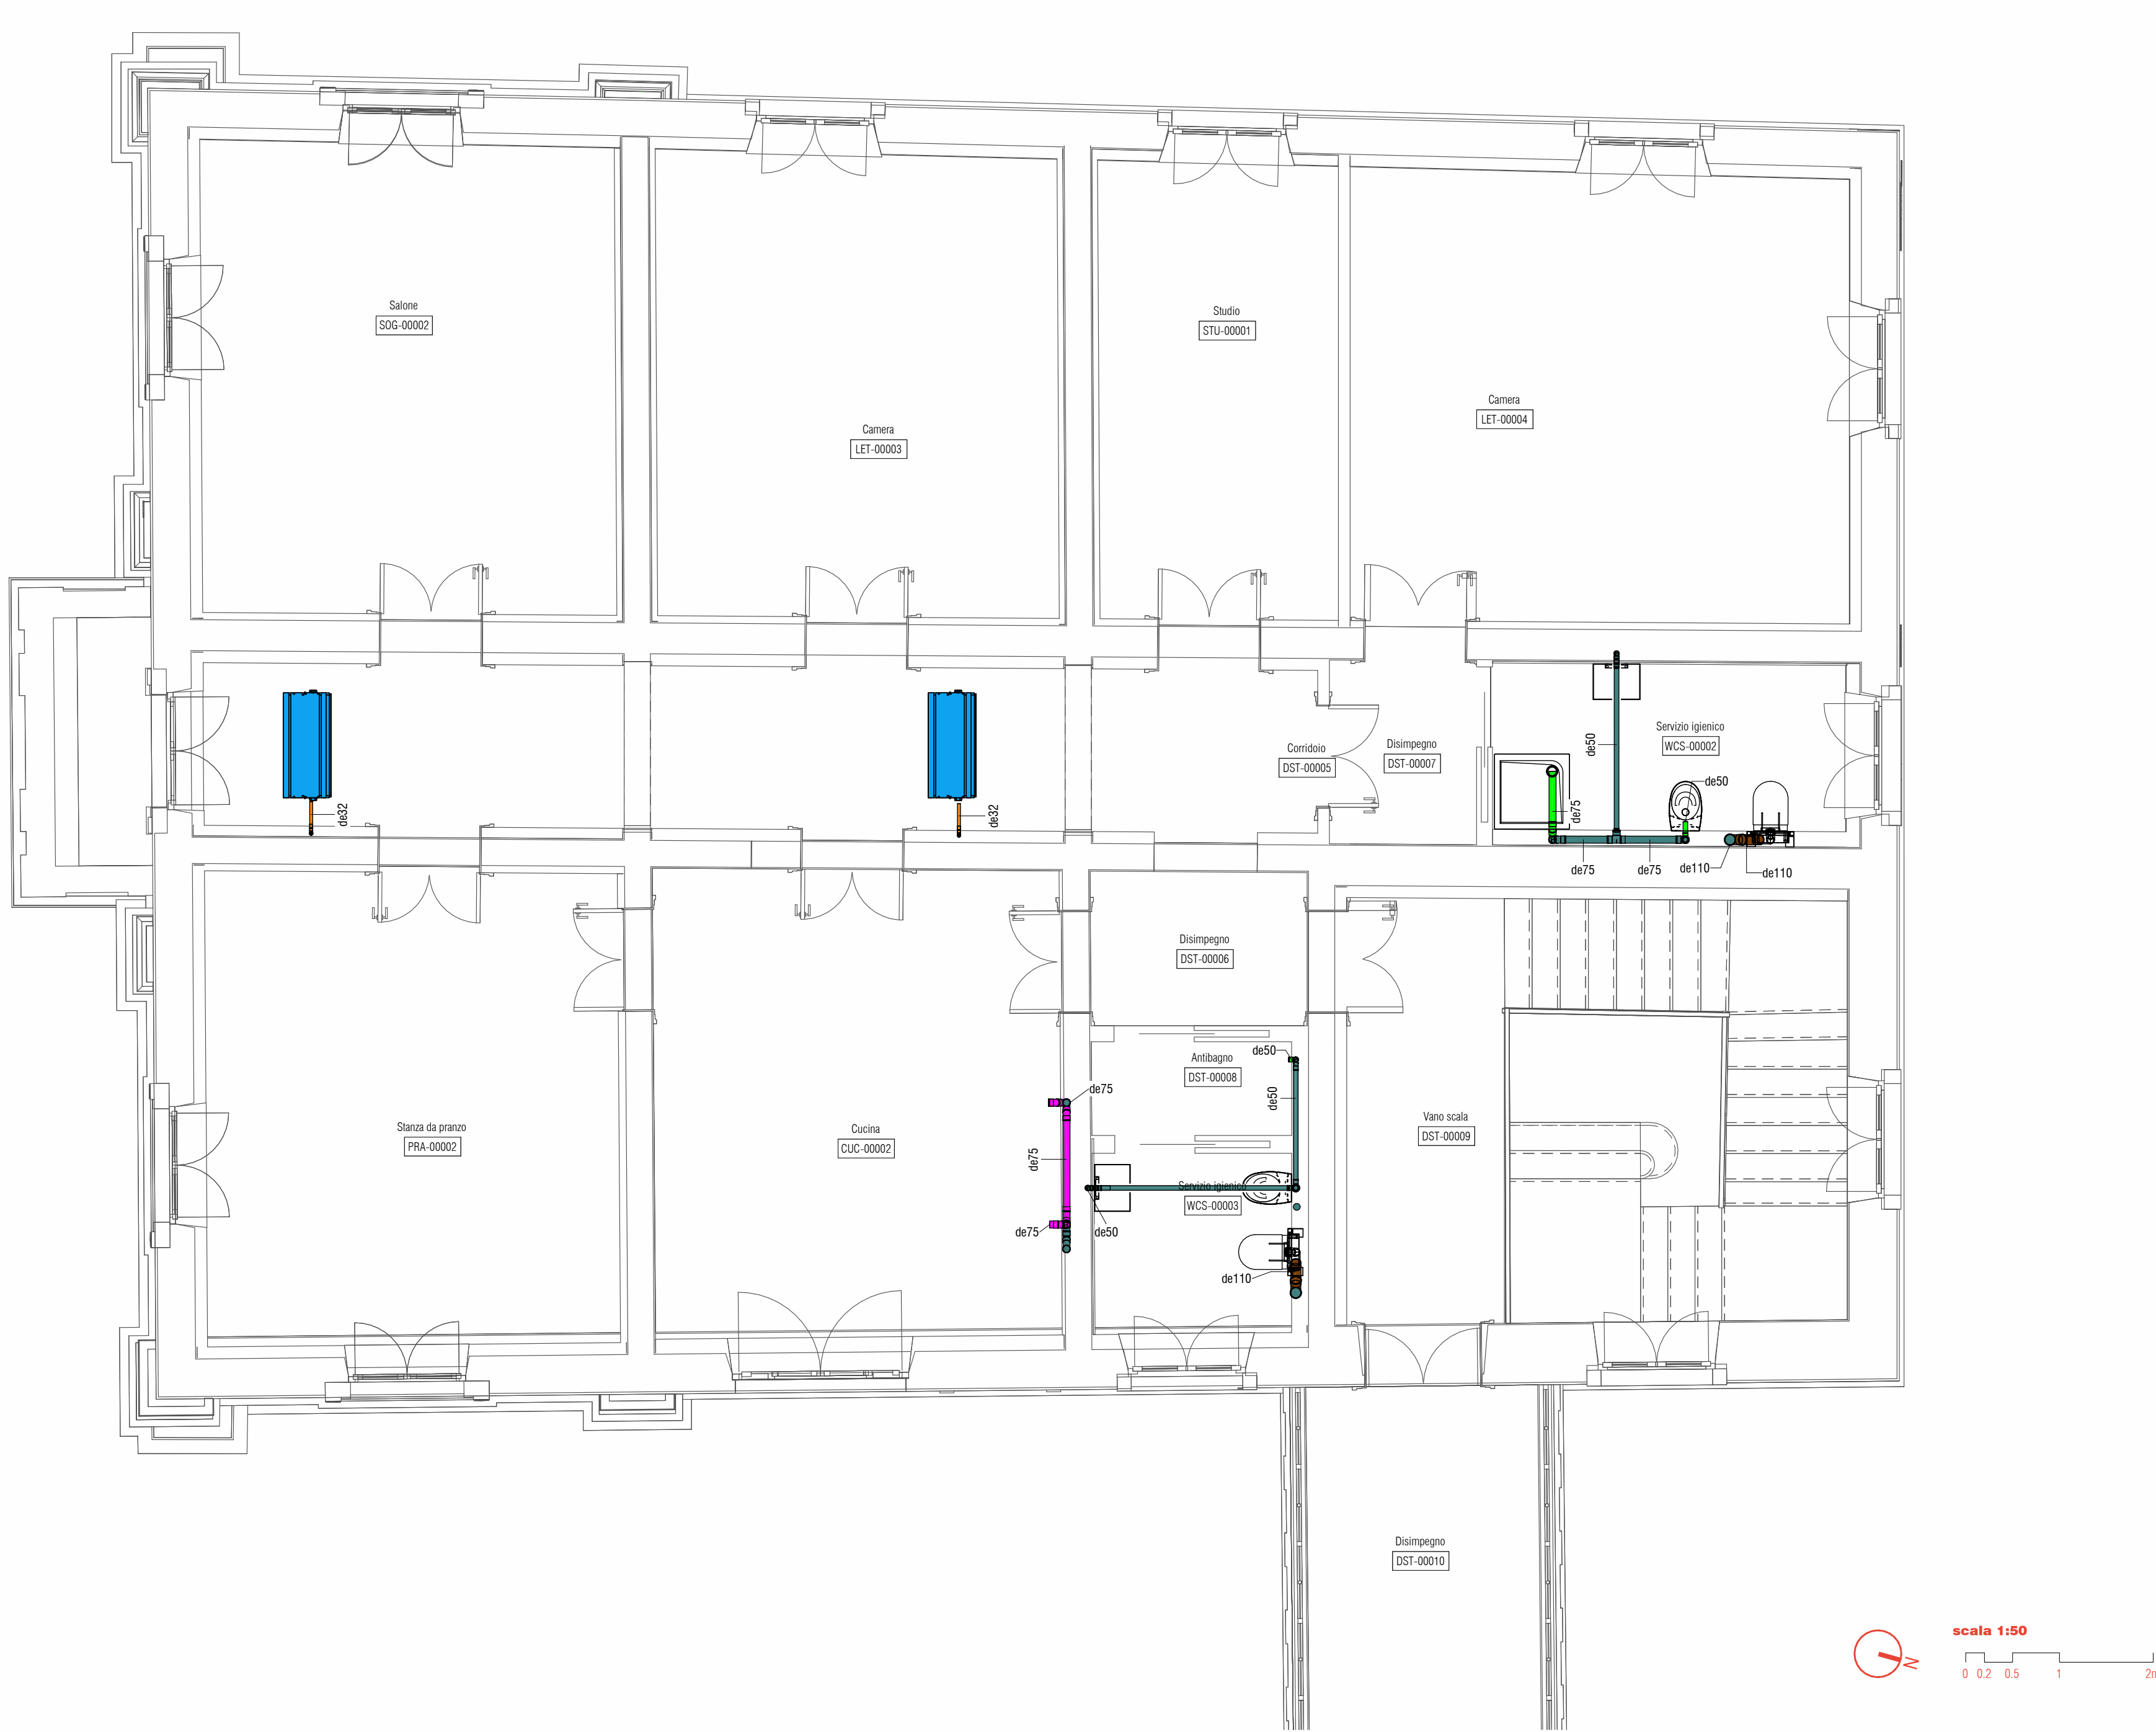 Salone
SOG-00002
Studio
STU-00001
Camera
LET-00004
Camera
LET-00003
Servizio igienico
WCS-00002
Corridoio
DST-00005
Disimpegno
DST-00007
de50
de50
de75
de32
de32
de75
de75
de110
de110
Disimpegno
DST-00006
Antibagno
DST-00008
de50
de50
de75
Stanza da pranzo
PRA-00002
Cucina
CUC-00002
de75
Vano scala
DST-00009
Servizio igienico
WCS-00003
de75
de50
de110
Disimpegno
DST-00010
scala 1:50
N
0 0.2 0.5 1 2m